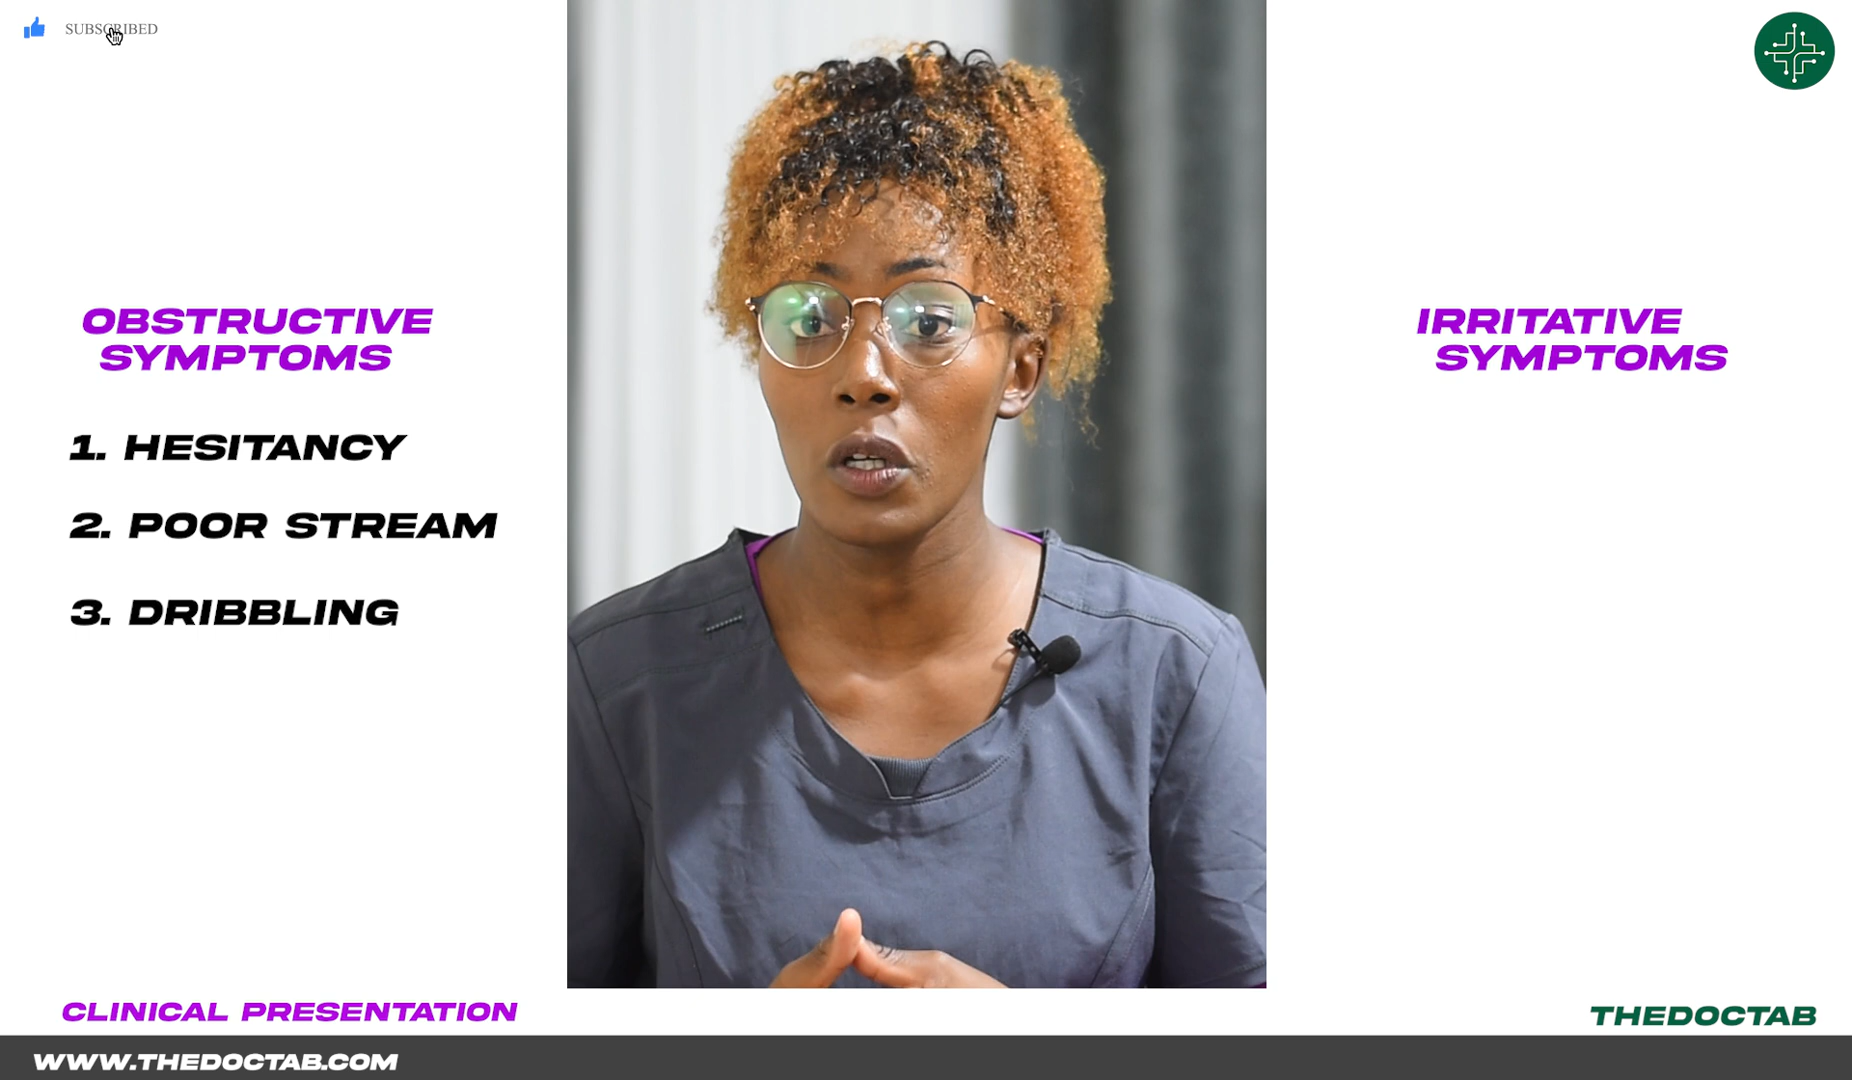 SUBSCRIBED
OBSTRUCTIVE
SYMPTOMS
1. HESITANCY
2. POOR STREAM
3. DRIBBLING
IRRITATIVE
SYMPTOMS
CLINICAL PRESENTATION
THEDOCTAB
WWW.THEDOCTAB.COM